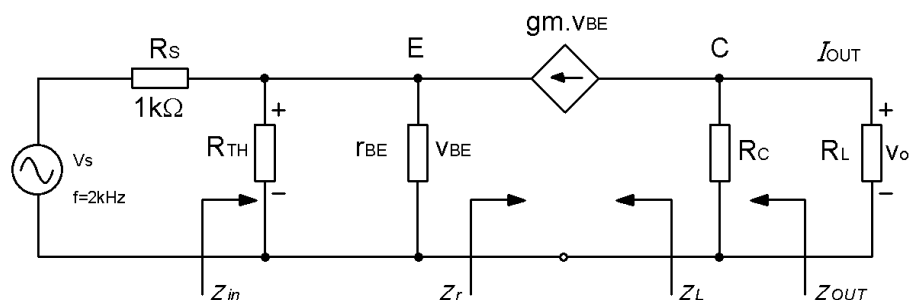 gm.vBE
RS
E
C
IOUT
1kΩ
+
+
Vs
RTH
rBE
vBE
RC
RL
vo
f=2kHz
−
−
Zin
Zr
ZL
ZOUT